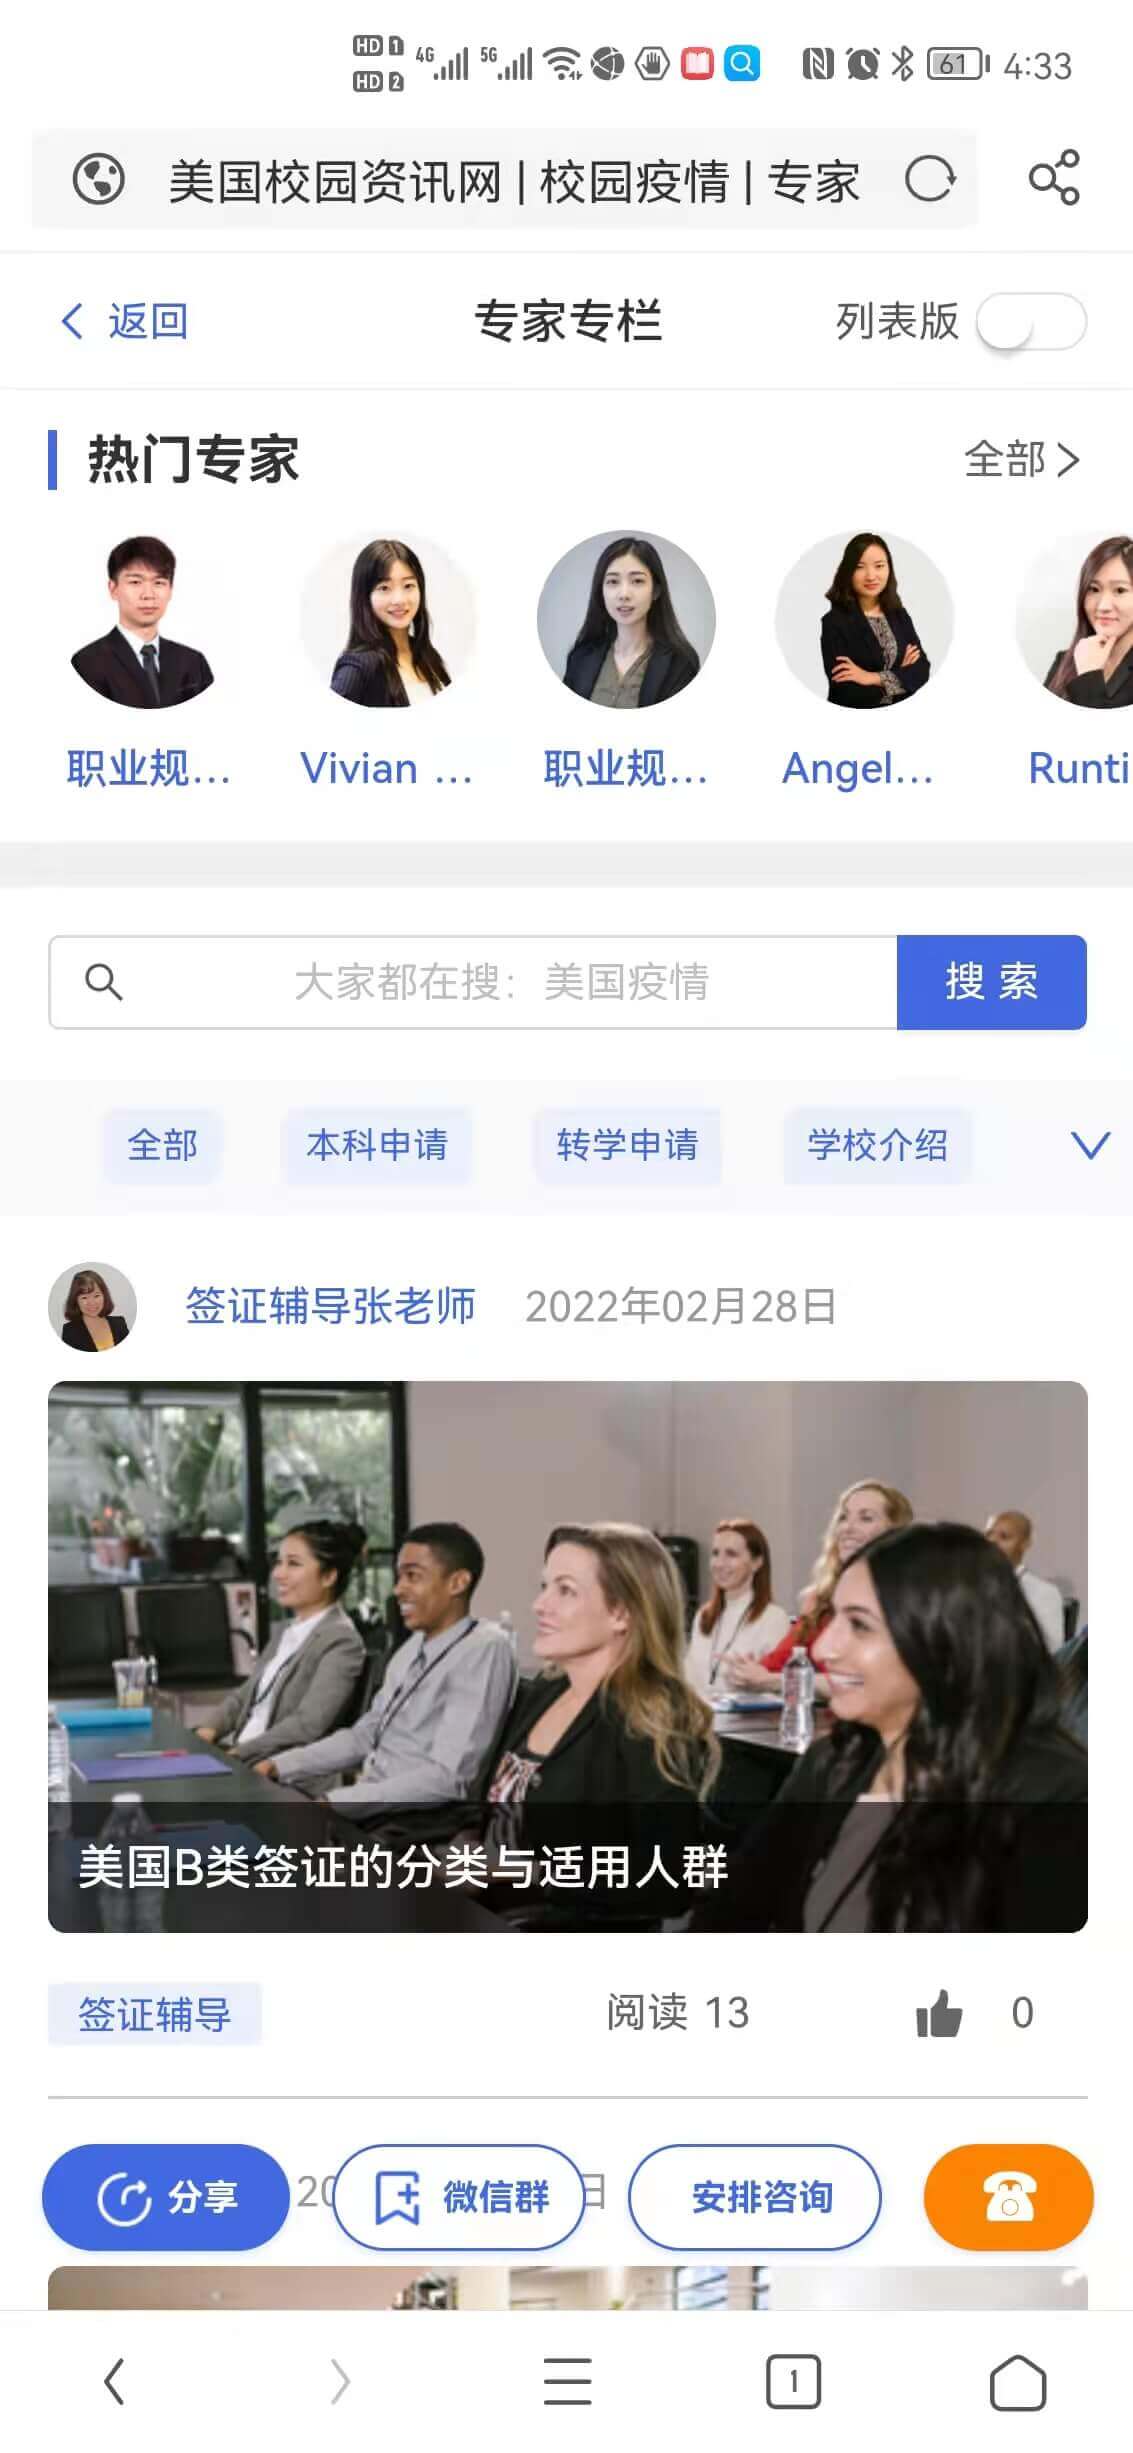 HD 1 4G 5G 61 4:33
HD 2
美国校园资讯网 | 校园疫情 | 专家
返回 专家专栏 列表版
热门专家 全部
职业规... Vivian ... 职业规... Angel... Runti
大家都在搜：美国疫情 搜索
全部 本科申请 转学申请 学校介绍
签证辅导张老师 2022年02月28日
美国B类签证的分类与适用人群
签证辅导 阅读 13 0
分享 20 微信群 日 安排咨询
1